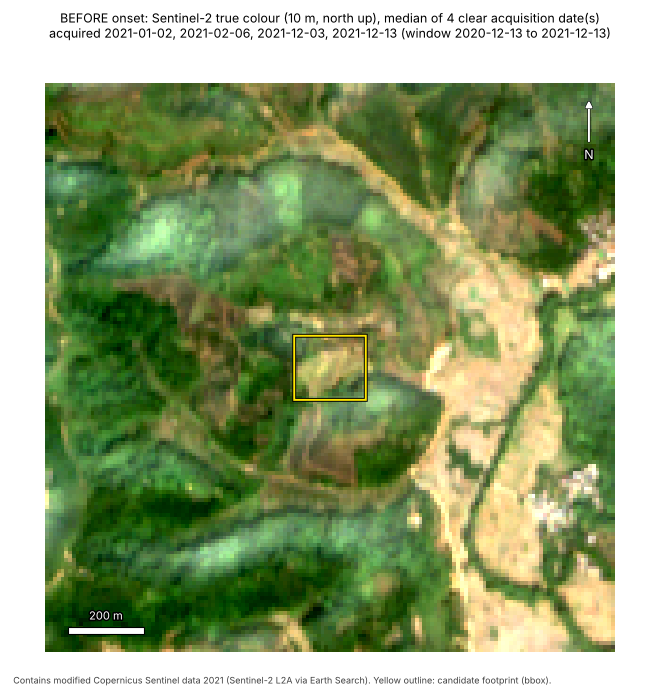 BEFORE onset: Sentinel-2 true colour (10 m, north up), median of 4 clear acquisition date(s)
acquired 2021-01-02, 2021-02-06, 2021-12-03, 2021-12-13 (window 2020-12-13 to 2021-12-13)
N
200 m
Contains modified Copernicus Sentinel data 2021 (Sentinel-2 L2A via Earth Search). Yellow outline: candidate footprint (bbox).